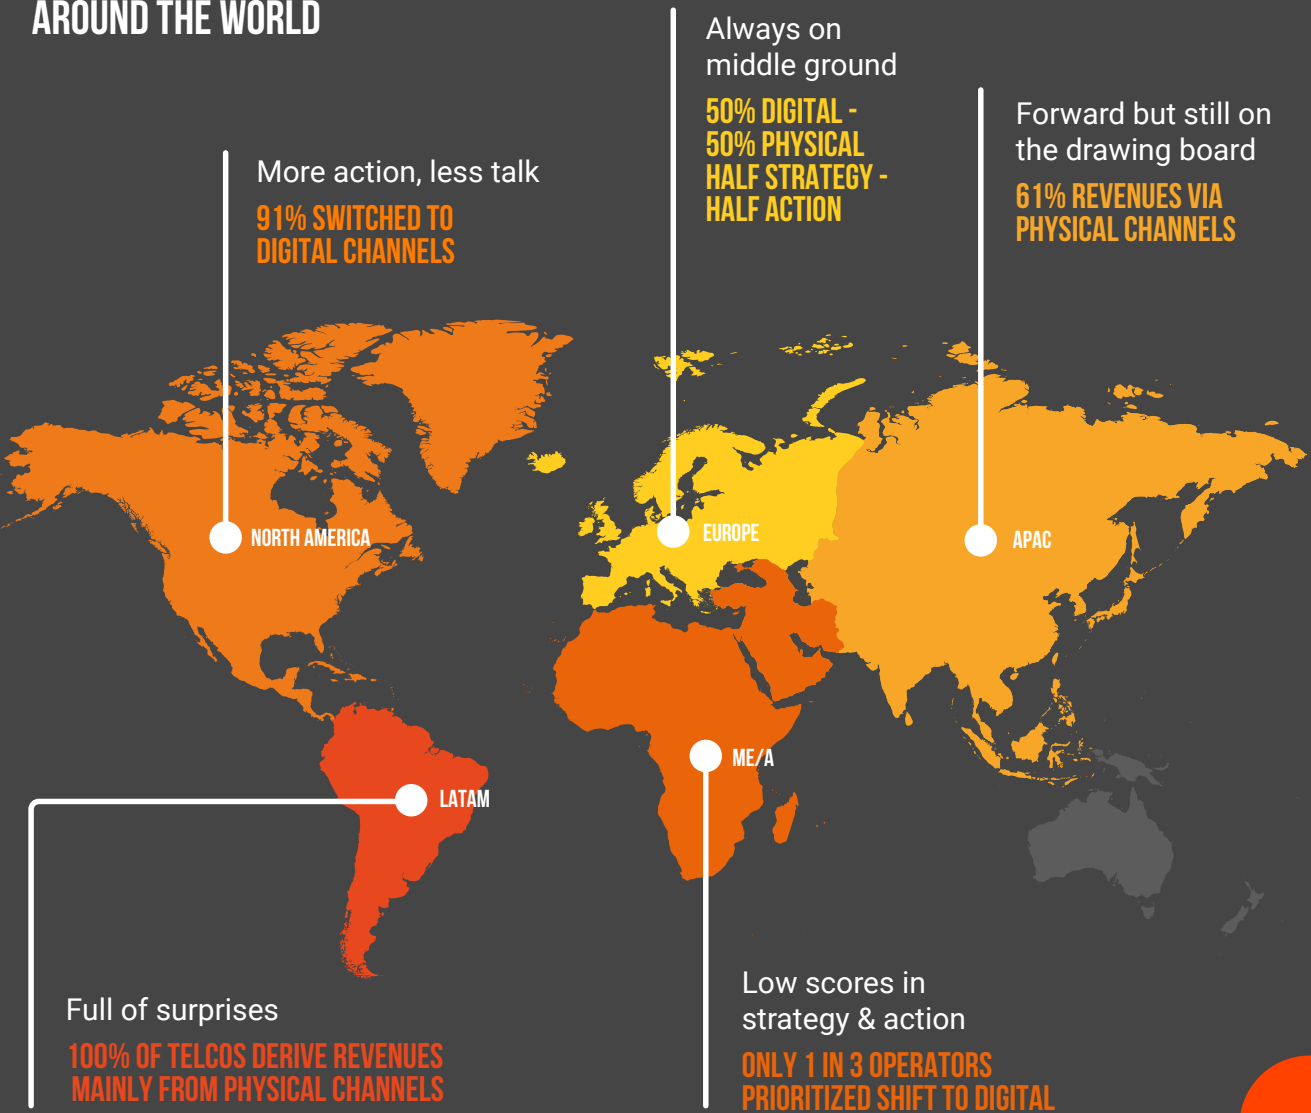 AROUND THE WORLD
Always on
middle ground
50% DIGITAL -
50% PHYSICAL
HALF STRATEGY -
HALF ACTION
Forward but still on
the drawing board
61% REVENUES VIA
PHYSICAL CHANNELS
More action, less talk
91% SWITCHED TO
DIGITAL CHANNELS
NORTH AMERICA
EUROPE
APAC
ME/A
LATAM
Full of surprises
100% OF TELCOS DERIVE REVENUES
MAINLY FROM PHYSICAL CHANNELS
Low scores in
strategy & action
ONLY 1 IN 3 OPERATORS
PRIORITIZED SHIFT TO DIGITAL